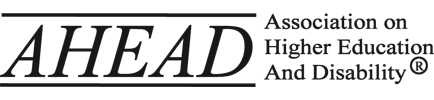 AHEAD
Association on
Higher Education
And Disability®